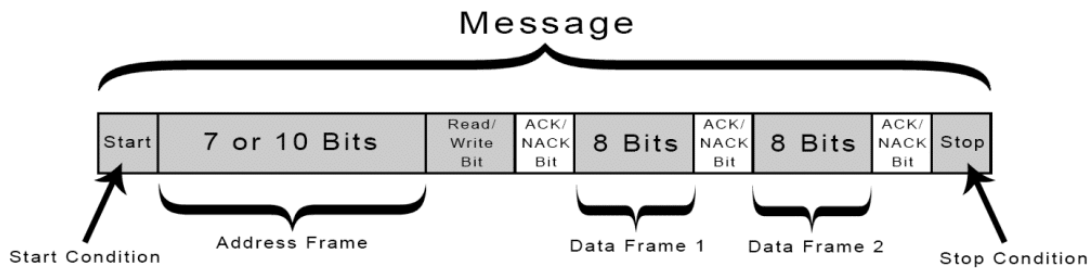 Message
Start
7 or 10 Bits
Read/
Write
Bit
ACK/
NACK
Bit
8 Bits
ACK/
NACK
Bit
8 Bits
ACK/
NACK
Bit
Stop
Start Condition
Address Frame
Data Frame 1
Data Frame 2
Stop Condition